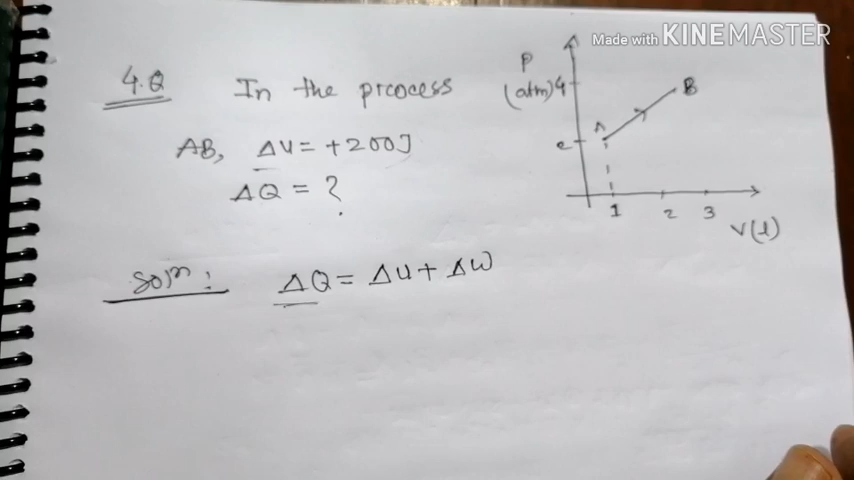 Made with KINEMASTER
4.Q In the prcocess
AB, ΔU = +200J
ΔQ = ?
P
(atm) 4
2
A
B
1 2 3
V(l)
Soln :
ΔQ = ΔU + ΔW